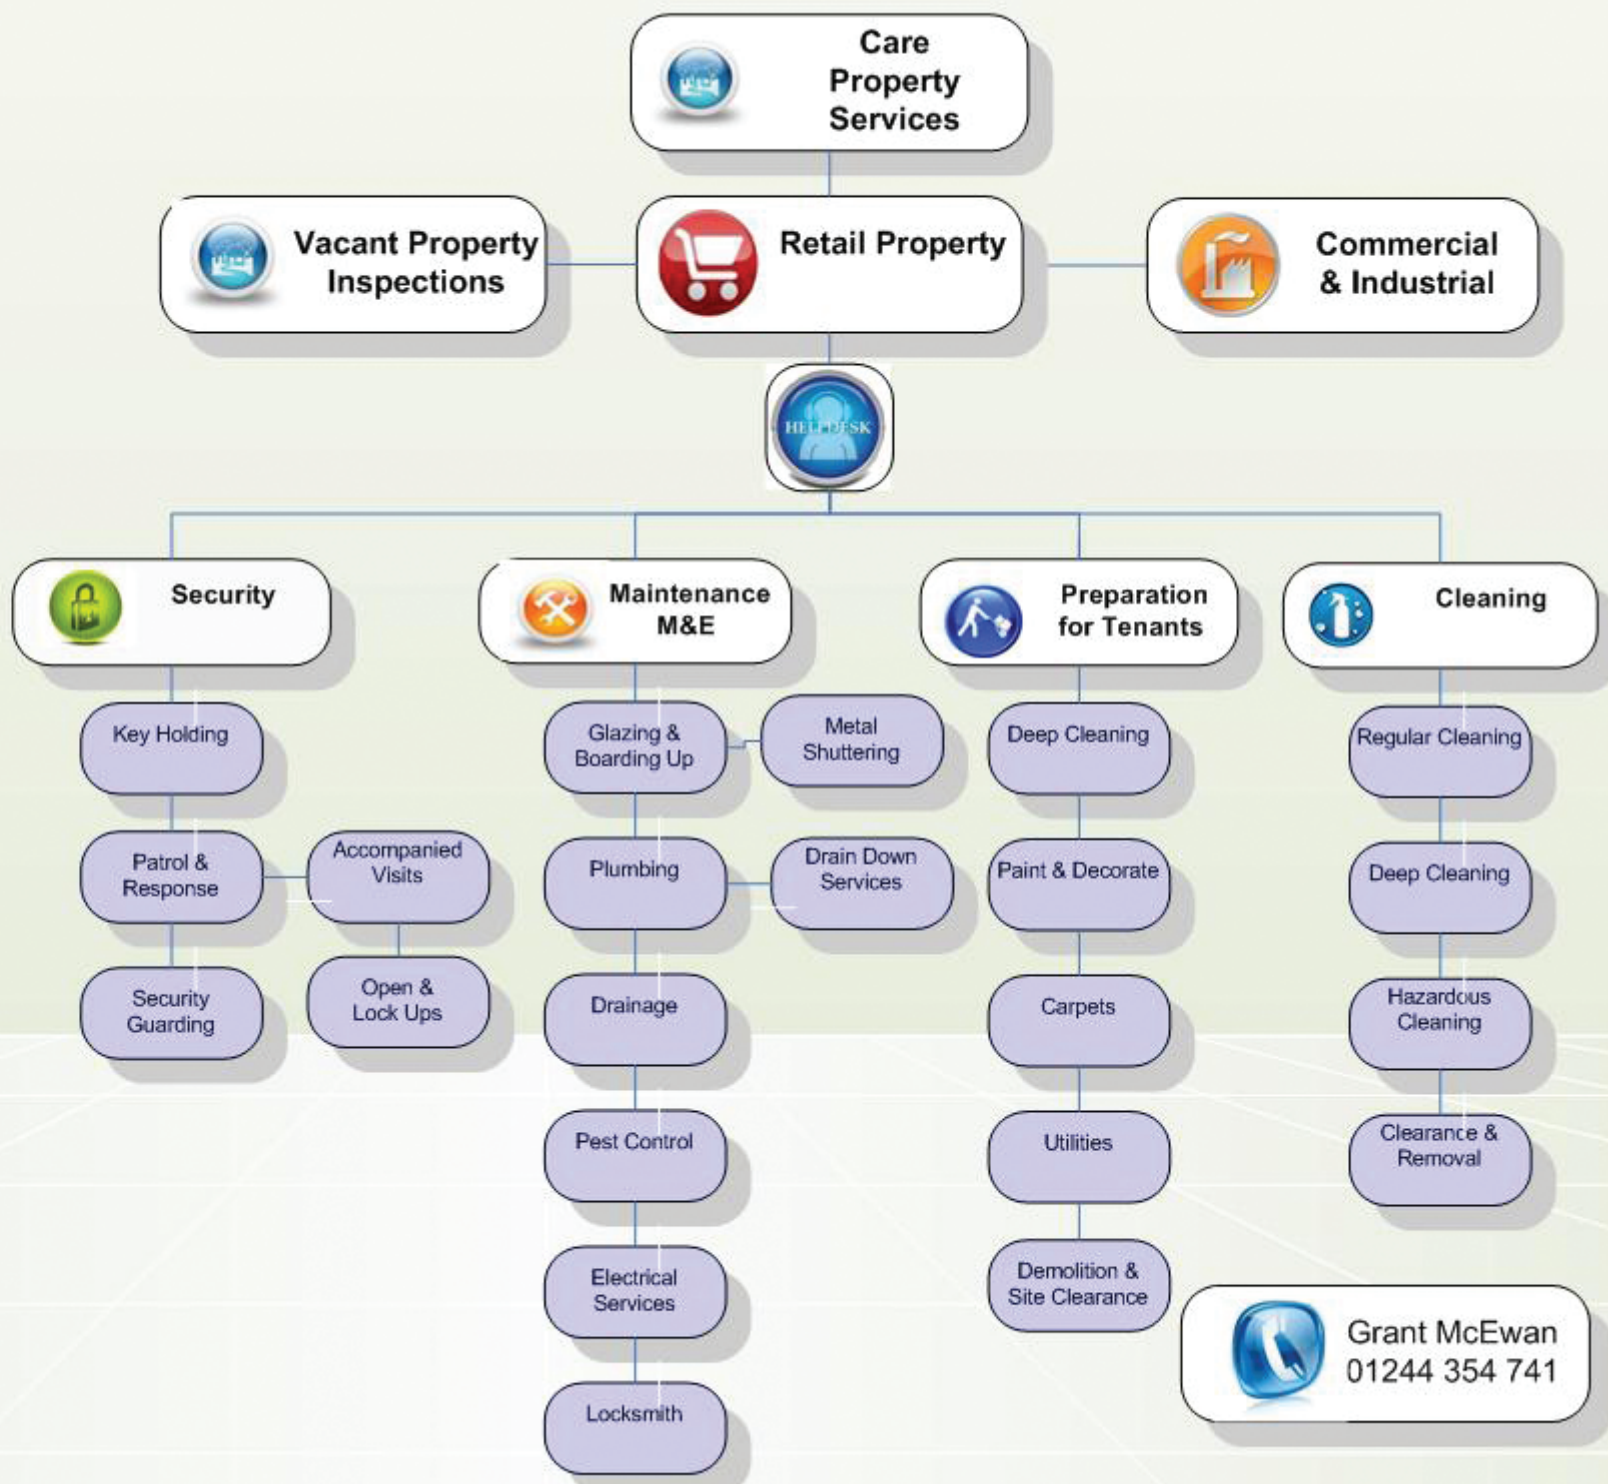 Care
Property
Services
Vacant Property
Inspections
Retail Property
Commercial
& Industrial
HELPDESK
Security
Maintenance
M&E
Preparation
for Tenants
Cleaning
Key Holding
Glazing &
Boarding Up
Metal
Shuttering
Deep Cleaning
Regular Cleaning
Patrol &
Response
Accompanied
Visits
Plumbing
Drain Down
Services
Paint & Decorate
Deep Cleaning
Security
Guarding
Open &
Lock Ups
Drainage
Carpets
Hazardous
Cleaning
Pest Control
Utilities
Clearance &
Removal
Electrical
Services
Demolition &
Site Clearance
Locksmith
Grant McEwan
01244 354 741